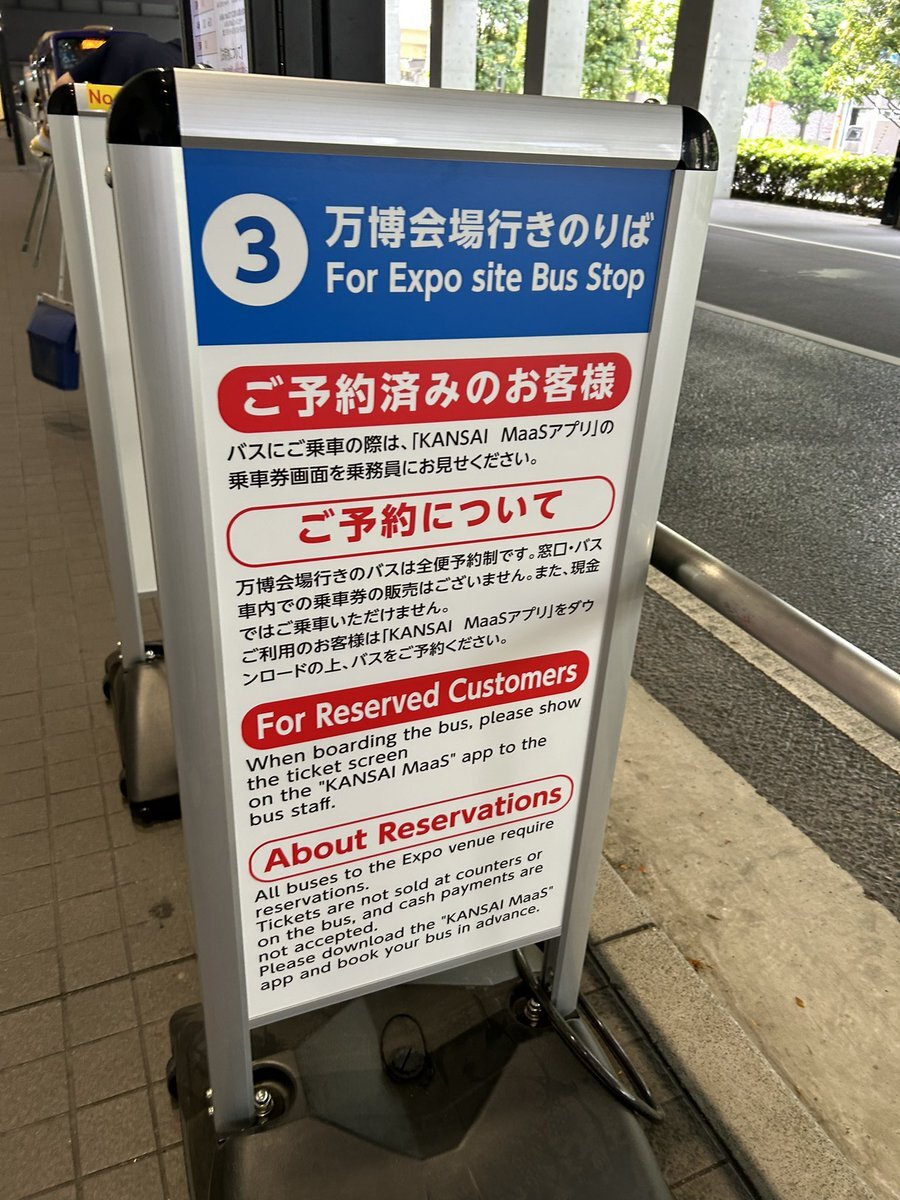 No
3
万博会場行きのりば
For Expo site Bus Stop
ご予約済みのお客様
バスにご乗車の際は、「KANSAI MaaSアプリ」の
乗車券画面を乗務員にお見せください。
ご予約について
万博会場行きのバスは全便予約制です。窓口・バス
車内での乗車券の販売はございません。また、現金
ではご乗車いただけません。
ご利用のお客様は「KANSAI MaaSアプリ」をダウ
ンロードの上、バスをご予約ください。
For Reserved Customers
When boarding the bus, please show
the ticket screen
on the "KANSAI MaaS" app to the
bus staff.
About Reservations
All buses to the Expo venue require
reservations.
Tickets are not sold at counters or
on the bus, and cash payments are
not accepted.
Please download the "KANSAI MaaS"
app and book your bus in advance.